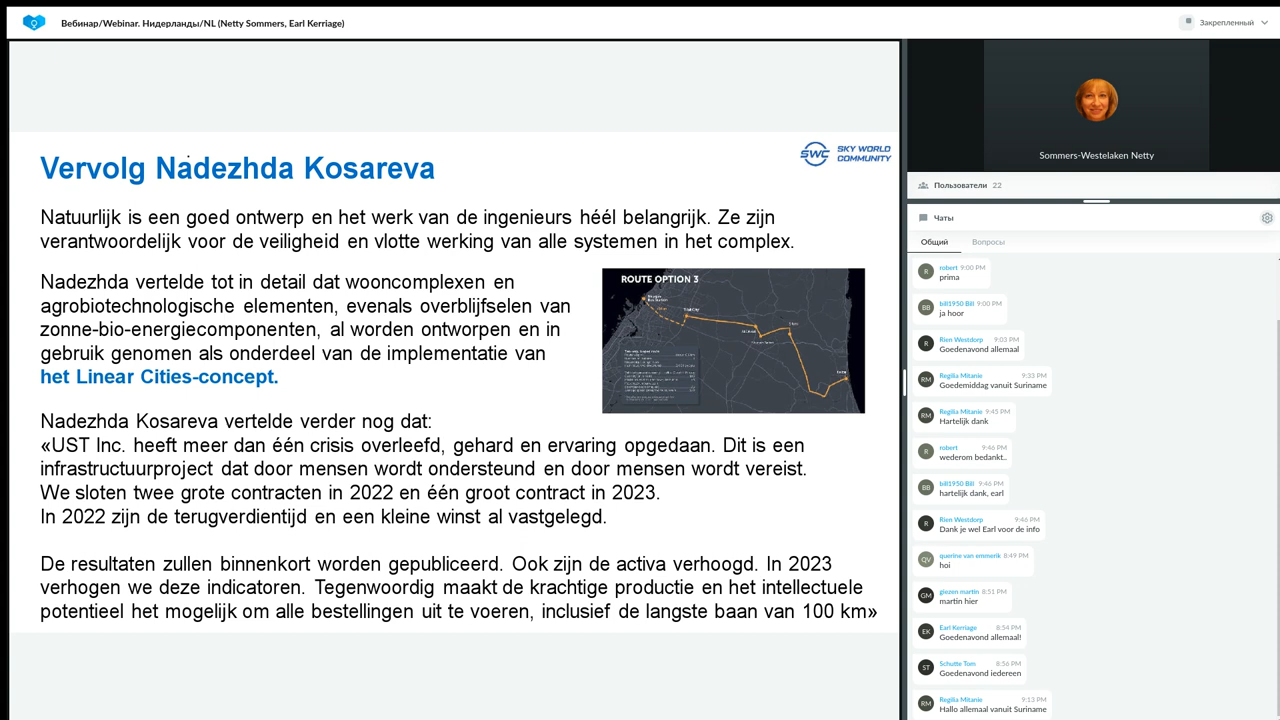 Вебинар/Webinar. Нидерланды/NL (Netty Sommers, Earl Kerriage)
Закрепленный
Vervolg Nadezhda Kosareva
SWC SKY WORLD
COMMUNITY
Natuurlijk is een goed ontwerp en het werk van de ingenieurs héél belangrijk. Ze zijn
verantwoordelijk voor de veiligheid en vlotte werking van alle systemen in het complex.
Nadezhda vertelde tot in detail dat wooncomplexen en
agrobiotechnologische elementen, evenals overblijfselen van
zonne-bio-energiecomponenten, al worden ontworpen en in
gebruik genomen als onderdeel van de implementatie van
het Linear Cities-concept.
ROUTE OPTION 3
Nadezhda Kosareva vertelde verder nog dat:
«UST Inc. heeft meer dan één crisis overleefd, gehard en ervaring opgedaan. Dit is een
infrastructuurproject dat door mensen wordt ondersteund en door mensen wordt vereist.
We sloten twee grote contracten in 2022 en één groot contract in 2023.
In 2022 zijn de terugverdientijd en een kleine winst al vastgelegd.
De resultaten zullen binnenkort worden gepubliceerd. Ook zijn de activa verhoogd. In 2023
verhogen we deze indicatoren. Tegenwoordig maakt de krachtige productie en het intellectuele
potentieel het mogelijk om alle bestellingen uit te voeren, inclusief de langste baan van 100 km»
Sommers-Westelaken Netty
Пользователи 22
Чаты
Общий Вопросы
R robert 9:00 PM
prima
BB bill1950 Bill 9:00 PM
ja hoor
R Rien Westdorp 9:03 PM
Goedenavond allemaal
RM Regilia Mitanie 9:33 PM
Goedemiddag vanuit Suriname
RM Regilia Mitanie 9:45 PM
Hartelijk dank
R robert 9:46 PM
wederom bedankt..
BB bill1950 Bill 9:46 PM
hartelijk dank, earl
R Rien Westdorp 9:46 PM
Dank je wel Earl voor de info
QV querine van emmerik 8:49 PM
hoi
GM giezen martin 8:51 PM
martin hier
EK Earl Kerriage 8:54 PM
Goedenavond allemaal!
ST Schutte Tom 8:56 PM
Goedenavond iedereen
RM Regilia Mitanie 9:13 PM
Hallo allemaal vanuit Suriname